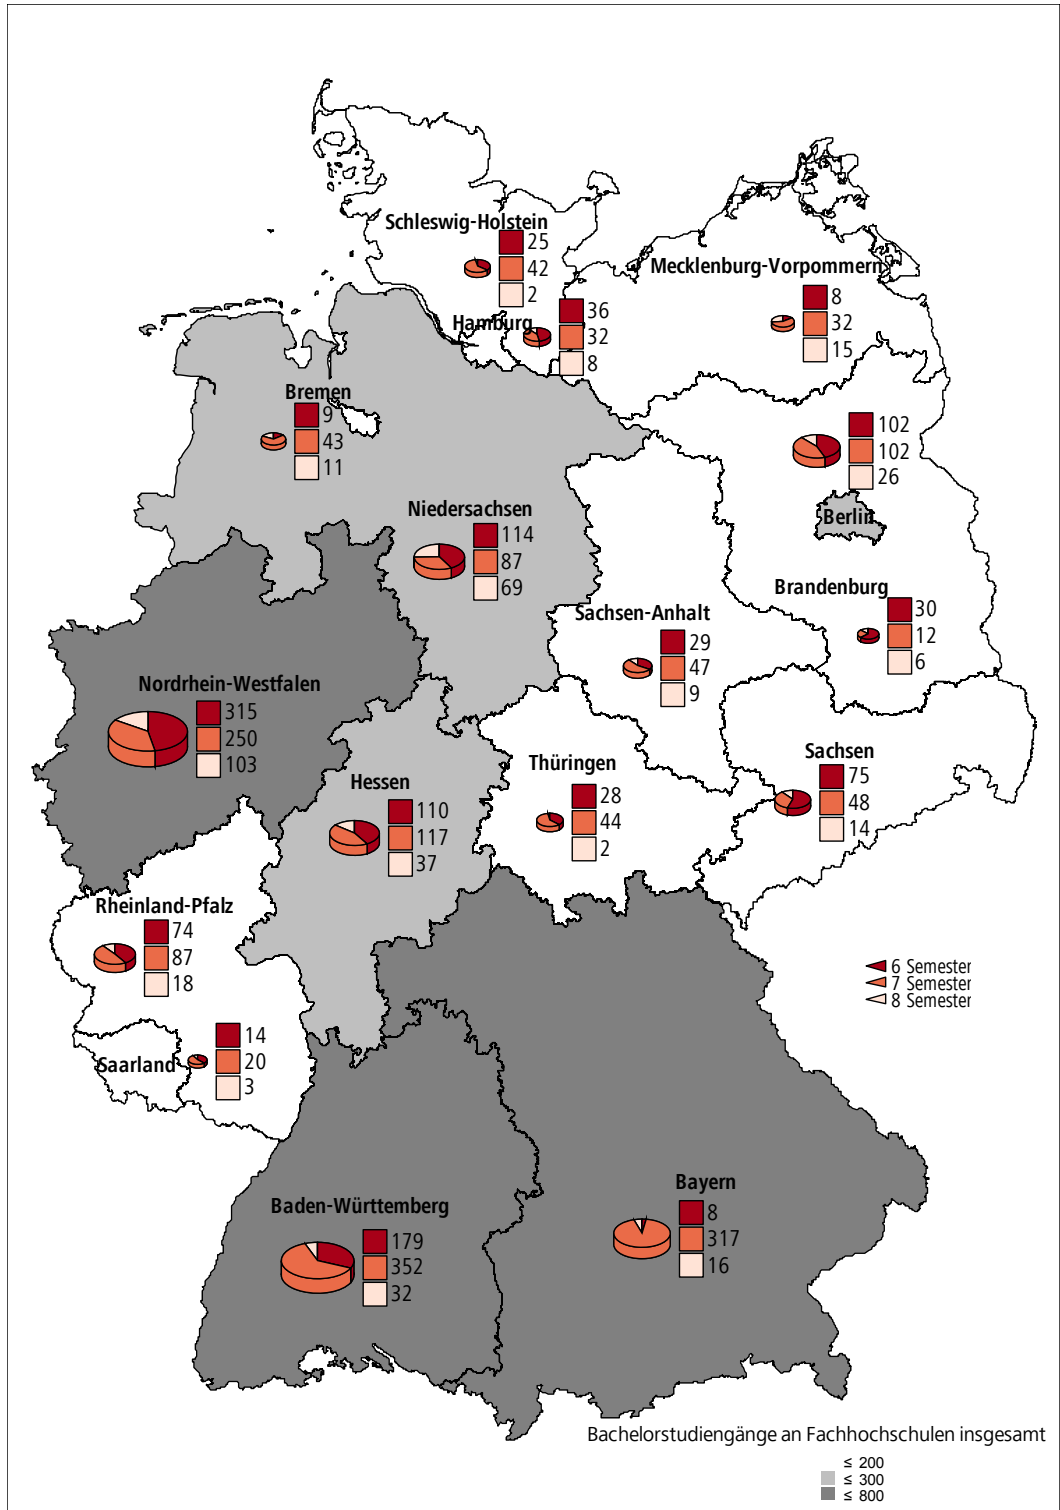 Schleswig-Holstein
25
42
2
Mecklenburg-Vorpommern
8
32
15
Hamburg
36
32
8
Bremen
9
43
11
102
102
26
Berlin
Niedersachsen
114
87
69
Brandenburg
30
12
6
Sachsen-Anhalt
29
47
9
Nordrhein-Westfalen
315
250
103
Sachsen
75
48
14
Thüringen
28
44
2
Hessen
110
117
37
Rheinland-Pfalz
74
87
18
6 Semester
7 Semester
8 Semester
Saarland
14
20
3
Bayern
8
317
16
Baden-Württemberg
179
352
32
Bachelorstudiengänge an Fachhochschulen insgesamt
≤ 200
≤ 300
≤ 800